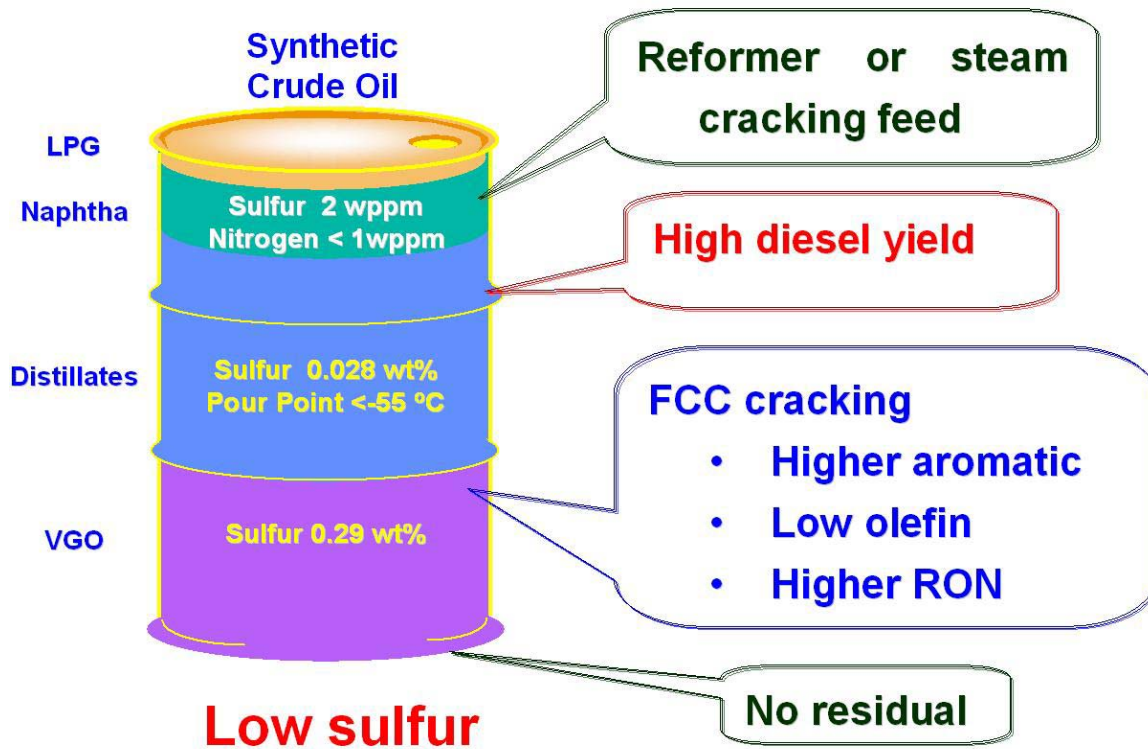 Synthetic
Crude Oil
LPG
Naphtha
Distillates
VGO
Sulfur 2 wppm
Nitrogen < 1wppm
Sulfur 0.028 wt%
Pour Point <-55 ºC
Sulfur 0.29 wt%
Reformer or steam
cracking feed
High diesel yield
FCC cracking
• Higher aromatic
• Low olefin
• Higher RON
No residual
Low sulfur